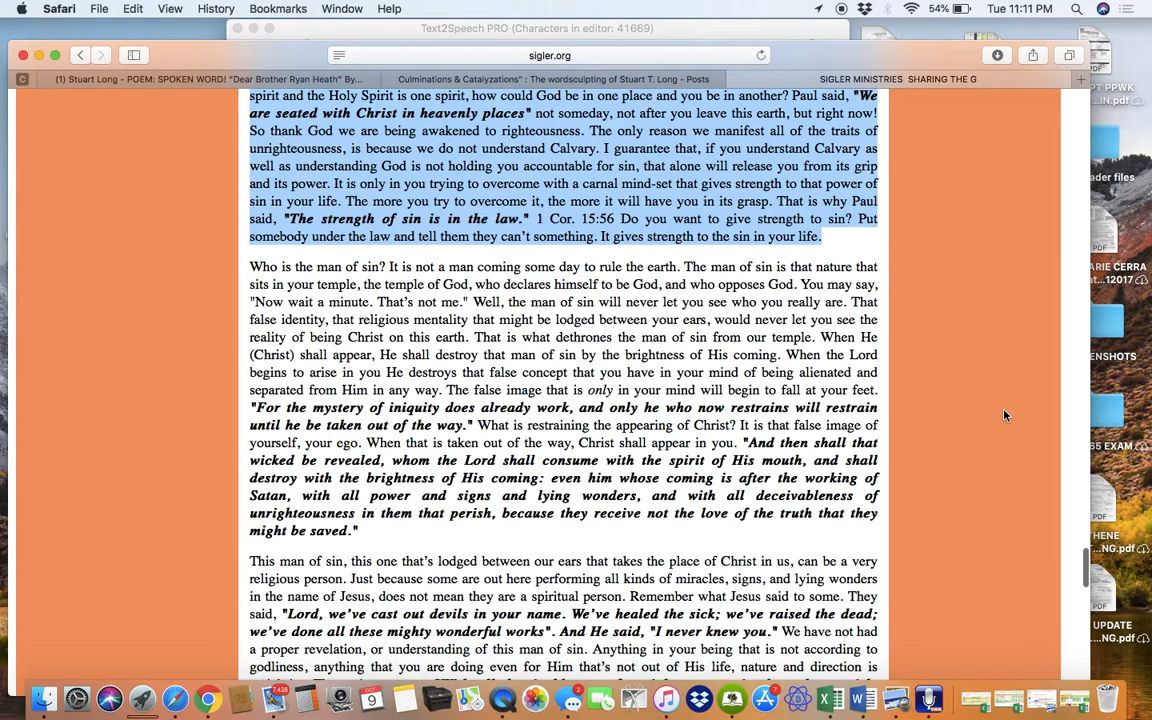 Safari File Edit View History Bookmarks Window Help 54% Tue 11:11 PM
Text2Speech PRO (Characters in editor: 41669)
sigler.org
(1) Stuart Long - POEM: SPOKEN WORD! "Dear Brother Ryan Heath" By...
Culminations & Catalyzations" : The wordsculpting of Stuart T. Long - Posts
SIGLER MINISTRIES SHARING THE G
spirit and the Holy Spirit is one spirit, how could God be in one place and you be in another? Paul said, "We
are seated with Christ in heavenly places" not someday, not after you leave this earth, but right now!
So thank God we are being awakened to righteousness. The only reason we manifest all of the traits of
unrighteousness, is because we do not understand Calvary. I guarantee that, if you understand Calvary as
well as understanding God is not holding you accountable for sin, that alone will release you from its grip
and its power. It is only in you trying to overcome with a carnal mind-set that gives strength to that power of
sin in your life. The more you try to overcome it, the more it will have you in its grasp. That is why Paul
said, "The strength of sin is in the law." 1 Cor. 15:56 Do you want to give strength to sin? Put
somebody under the law and tell them they can't something. It gives strength to the sin in your life.
Who is the man of sin? It is not a man coming some day to rule the earth. The man of sin is that nature that
sits in your temple, the temple of God, who declares himself to be God, and who opposes God. You may say,
"Now wait a minute. That's not me." Well, the man of sin will never let you see who you really are. That
false identity, that religious mentality that might be lodged between your ears, would never let you see the
reality of being Christ on this earth. That is what dethrones the man of sin from our temple. When He
(Christ) shall appear, He shall destroy that man of sin by the brightness of His coming. When the Lord
begins to arise in you He destroys that false concept that you have in your mind of being alienated and
separated from Him in any way. The false image that is only in your mind will begin to fall at your feet.
"For the mystery of iniquity does already work, and only he who now restrains will restrain
until he be taken out of the way." What is restraining the appearing of Christ? It is that false image of
yourself, your ego. When that is taken out of the way, Christ shall appear in you. "And then shall that
wicked be revealed, whom the Lord shall consume with the spirit of His mouth, and shall
destroy with the brightness of His coming: even him whose coming is after the working of
Satan, with all power and signs and lying wonders, and with all deceivableness of
unrighteousness in them that perish, because they receive not the love of the truth that they
might be saved."
This man of sin, this one that's lodged between our ears that takes the place of Christ in us, can be a very
religious person. Just because some are out here performing all kinds of miracles, signs, and lying wonders
in the name of Jesus, does not mean they are a spiritual person. Remember what Jesus said to some. They
said, "Lord, we've cast out devils in your name. We've healed the sick; we've raised the dead;
we've done all these mighty wonderful works". And He said, "I never knew you." We have not had
a proper revelation, or understanding of this man of sin. Anything in your being that is not according to
godliness, anything that you are doing even for Him that's not out of His life, nature and direction is
PDF
PT PPWK
...IN.pdf
ader files
ARIE CERRA
...12017
ENSHOTS
65 EXAM
THENE
...NG.pdf
UPDATE
...NG.pdf
7,428
OCT
9
2
7